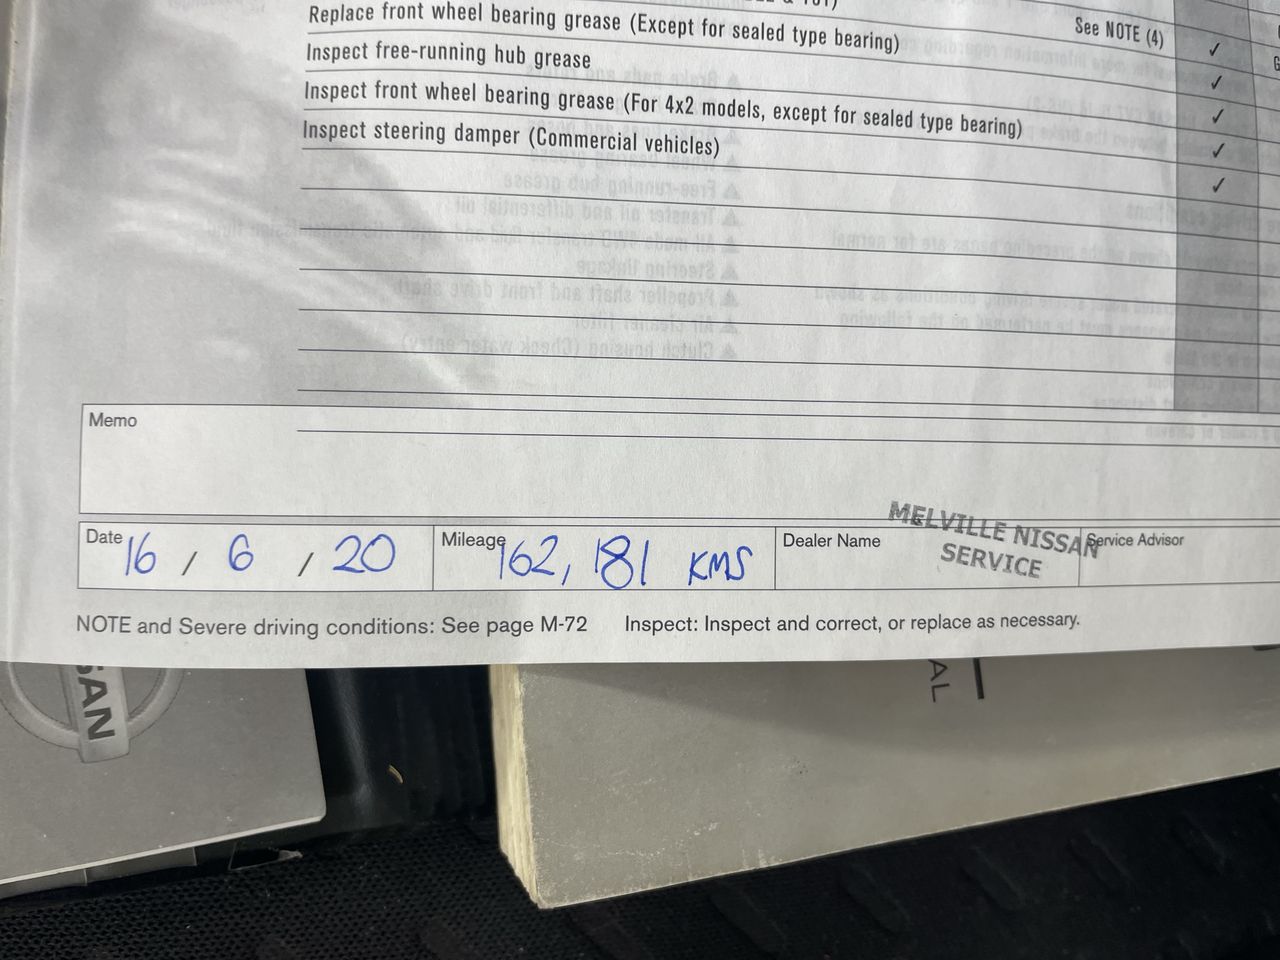 Replace front wheel bearing grease (Except for sealed type bearing) See NOTE (4) ✓
Inspect free-running hub grease ✓
Inspect front wheel bearing grease (For 4x2 models, except for sealed type bearing) ✓
Inspect steering damper (Commercial vehicles) ✓
✓
Memo
Date 16 / 6 / 20 Mileage 162, 181 KMS Dealer Name MELVILLE NISSAN SERVICE Service Advisor
NOTE and Severe driving conditions: See page M-72 Inspect: Inspect and correct, or replace as necessary.
SAN
AL